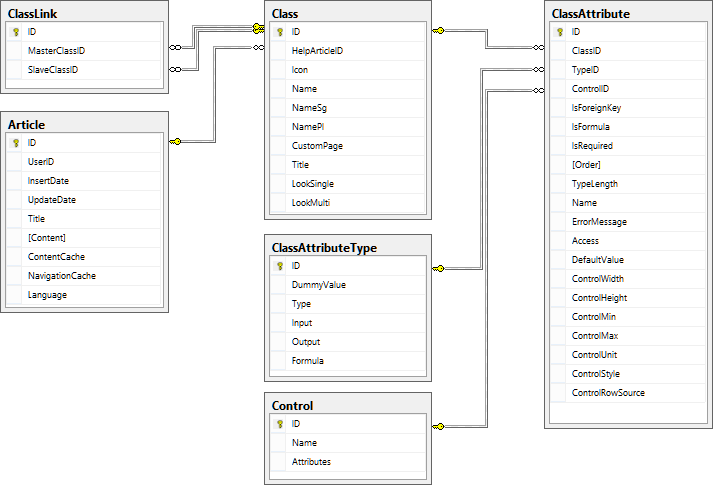 ClassLink
ID
MasterClassID
SlaveClassID
Article
ID
UserID
InsertDate
UpdateDate
Title
[Content]
ContentCache
NavigationCache
Language
Class
ID
HelpArticleID
Icon
Name
NameSg
NamePl
CustomPage
Title
LookSingle
LookMulti
ClassAttributeType
ID
DummyValue
Type
Input
Output
Formula
Control
ID
Name
Attributes
ClassAttribute
ID
ClassID
TypeID
ControlID
IsForeignKey
IsFormula
IsRequired
[Order]
TypeLength
Name
ErrorMessage
Access
DefaultValue
ControlWidth
ControlHeight
ControlMin
ControlMax
ControlUnit
ControlStyle
ControlRowSource